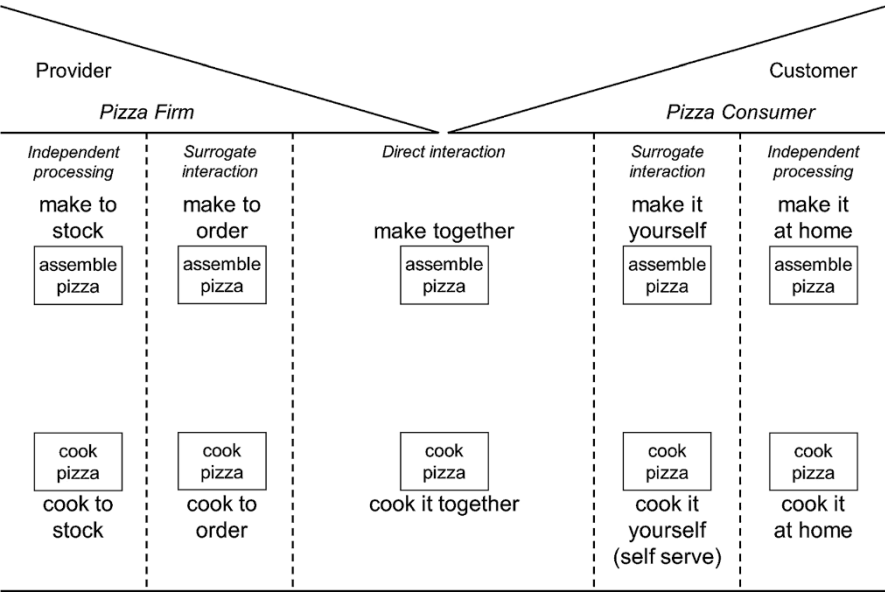 Provider
Customer
Pizza Firm
Pizza Consumer
Independent
processing
Surrogate
interaction
Direct interaction
Surrogate
interaction
Independent
processing
make to
stock
make to
order
make together
make it
yourself
make it
at home
assemble
pizza
assemble
pizza
assemble
pizza
assemble
pizza
assemble
pizza
cook
pizza
cook
pizza
cook
pizza
cook
pizza
cook
pizza
cook to
stock
cook to
order
cook it together
cook it
yourself
(self serve)
cook it
at home